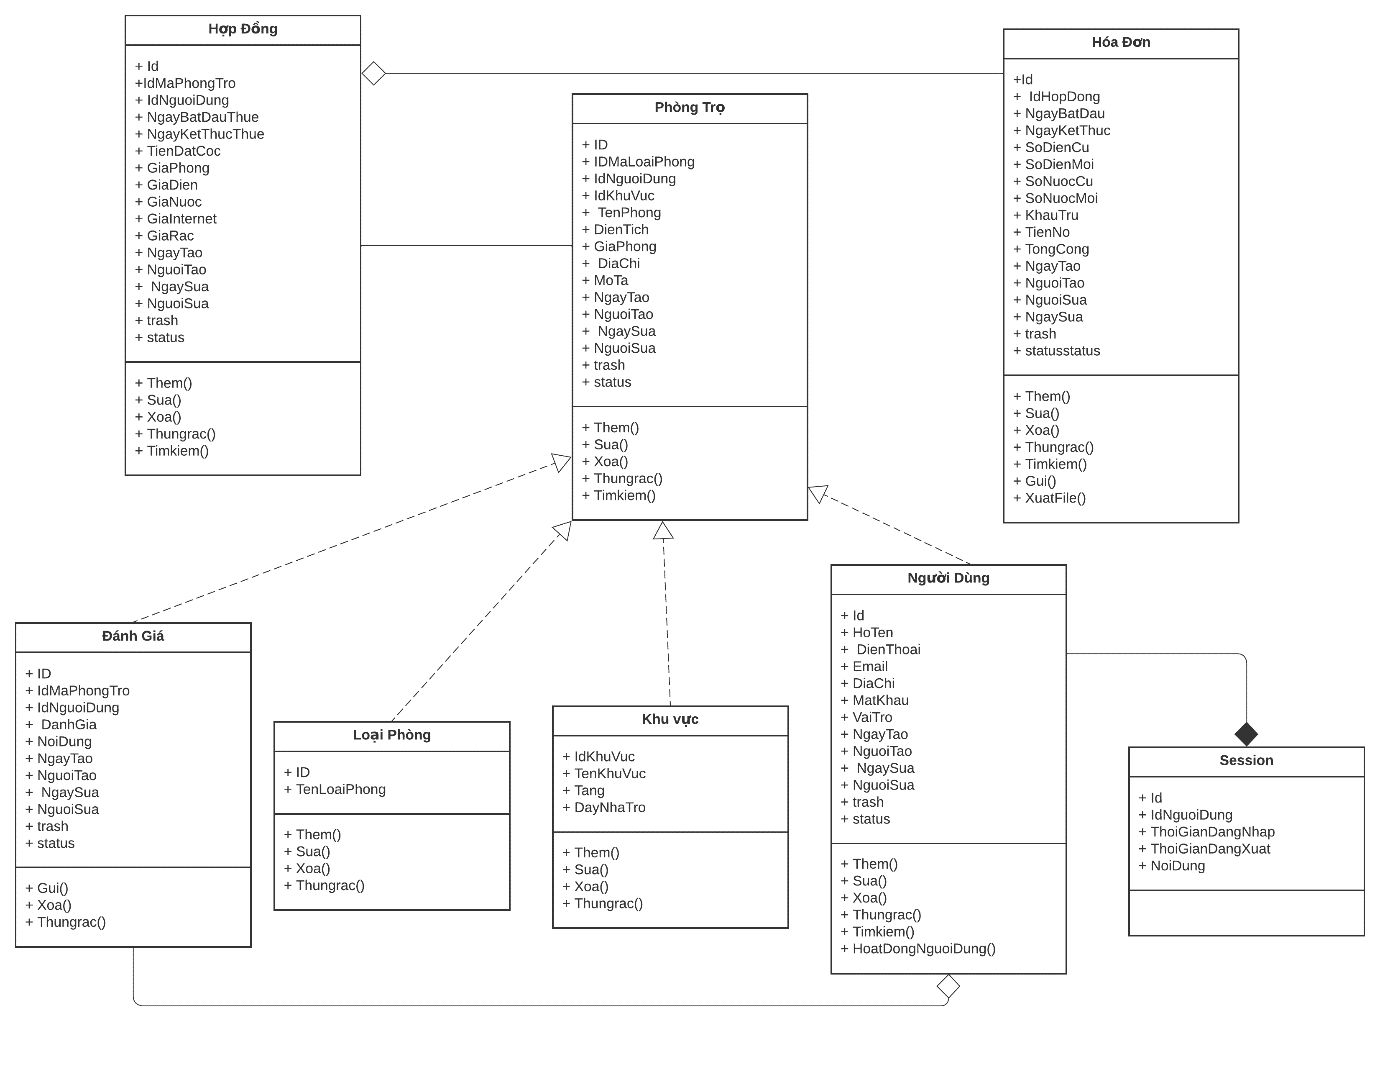 Hợp Đồng
+ Id
+IdMaPhongTro
+ IdNguoiDung
+ NgayBatDauThue
+ NgayKetThucThue
+ TienDatCoc
+ GiaPhong
+ GiaDien
+ GiaNuoc
+ GiaInternet
+ GiaRac
+ NgayTao
+ NguoiTao
+ NgaySua
+ NguoiSua
+ trash
+ status
+ Them()
+ Sua()
+ Xoa()
+ Thungrac()
+ Timkiem()
Phòng Trọ
+ ID
+ IDMaLoaiPhong
+ IdNguoiDung
+ IdKhuVuc
+ TenPhong
+ DienTich
+ GiaPhong
+ DiaChi
+ MoTa
+ NgayTao
+ NguoiTao
+ NgaySua
+ NguoiSua
+ trash
+ status
+ Them()
+ Sua()
+ Xoa()
+ Thungrac()
+ Timkiem()
Hóa Đơn
+Id
+ IdHopDong
+ NgayBatDau
+ NgayKetThuc
+ SoDienCu
+ SoDienMoi
+ SoNuocCu
+ SoNuocMoi
+ KhauTru
+ TienNo
+ TongCong
+ NgayTao
+ NguoiTao
+ NguoiSua
+ NgaySua
+ trash
+ statusstatus
+ Them()
+ Sua()
+ Xoa()
+ Thungrac()
+ Timkiem()
+ Gui()
+ XuatFile()
Đánh Giá
+ ID
+ IdMaPhongTro
+ IdNguoiDung
+ DanhGia
+ NoiDung
+ NgayTao
+ NguoiTao
+ NgaySua
+ NguoiSua
+ trash
+ status
+ Gui()
+ Xoa()
+ Thungrac()
Loại Phòng
+ ID
+ TenLoaiPhong
+ Them()
+ Sua()
+ Xoa()
+ Thungrac()
Khu vực
+ IdKhuVuc
+ TenKhuVuc
+ Tang
+ DayNhaTro
+ Them()
+ Sua()
+ Xoa()
+ Thungrac()
Người Dùng
+ Id
+ HoTen
+ DienThoai
+ Email
+ DiaChi
+ MatKhau
+ VaiTro
+ NgayTao
+ NguoiTao
+ NgaySua
+ NguoiSua
+ trash
+ status
+ Them()
+ Sua()
+ Xoa()
+ Thungrac()
+ Timkiem()
+ HoatDongNguoiDung()
Session
+ Id
+ IdNguoiDung
+ ThoiGianDangNhap
+ ThoiGianDangXuat
+ NoiDung